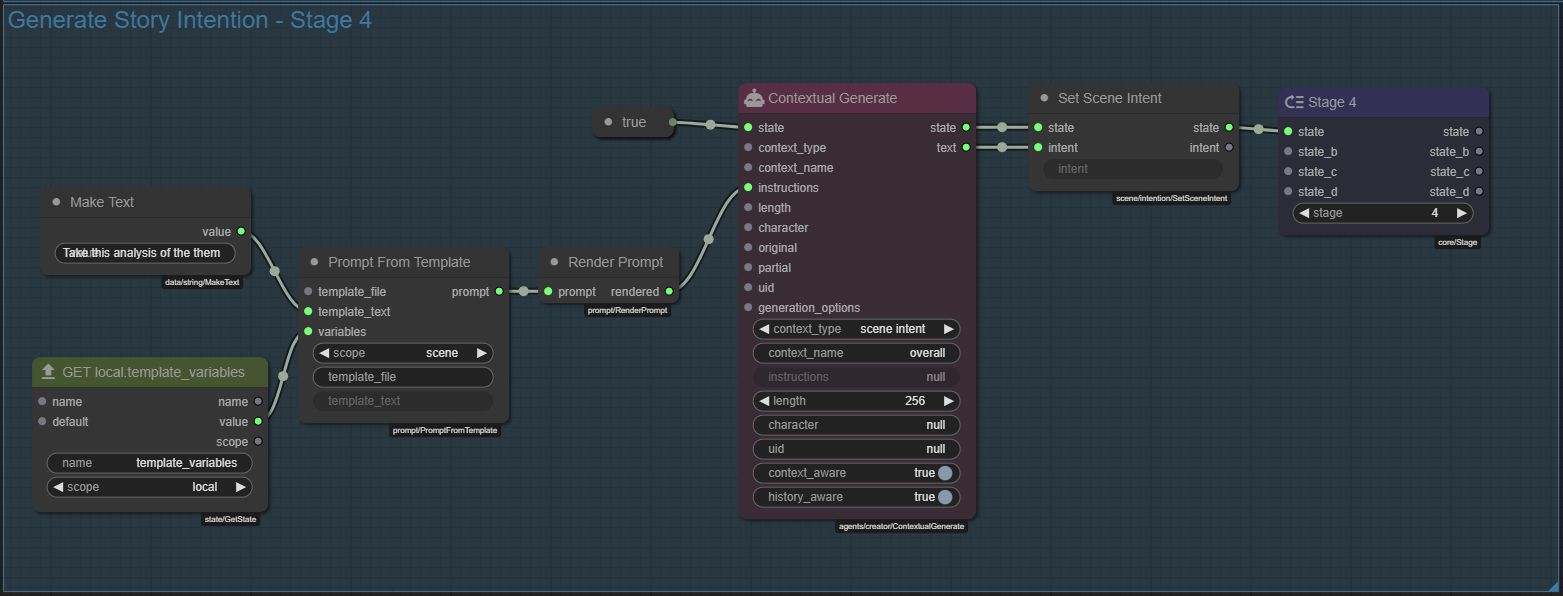 Generate Story Intention - Stage 4
true
Make Text
value
Take this analysis of the them
data/string/MakeText
GET local.template_variables
name name
default value
scope
name template_variables
scope local
state/GetState
Prompt From Template
template_file prompt
template_text
variables
scope scene
template_file
template_text
prompt/PromptFromTemplate
Render Prompt
prompt rendered
prompt/RenderPrompt
Contextual Generate
state state
context_type text
context_name
instructions
length
character
original
partial
uid
generation_options
context_type scene intent
context_name overall
instructions null
length 256
character null
uid null
context_aware true
history_aware true
agents/creator/ContextualGenerate
Set Scene Intent
state state
intent intent
intent
scene/intention/SetSceneIntent
Stage 4
state state
state_b state_b
state_c state_c
state_d state_d
stage 4
core/Stage